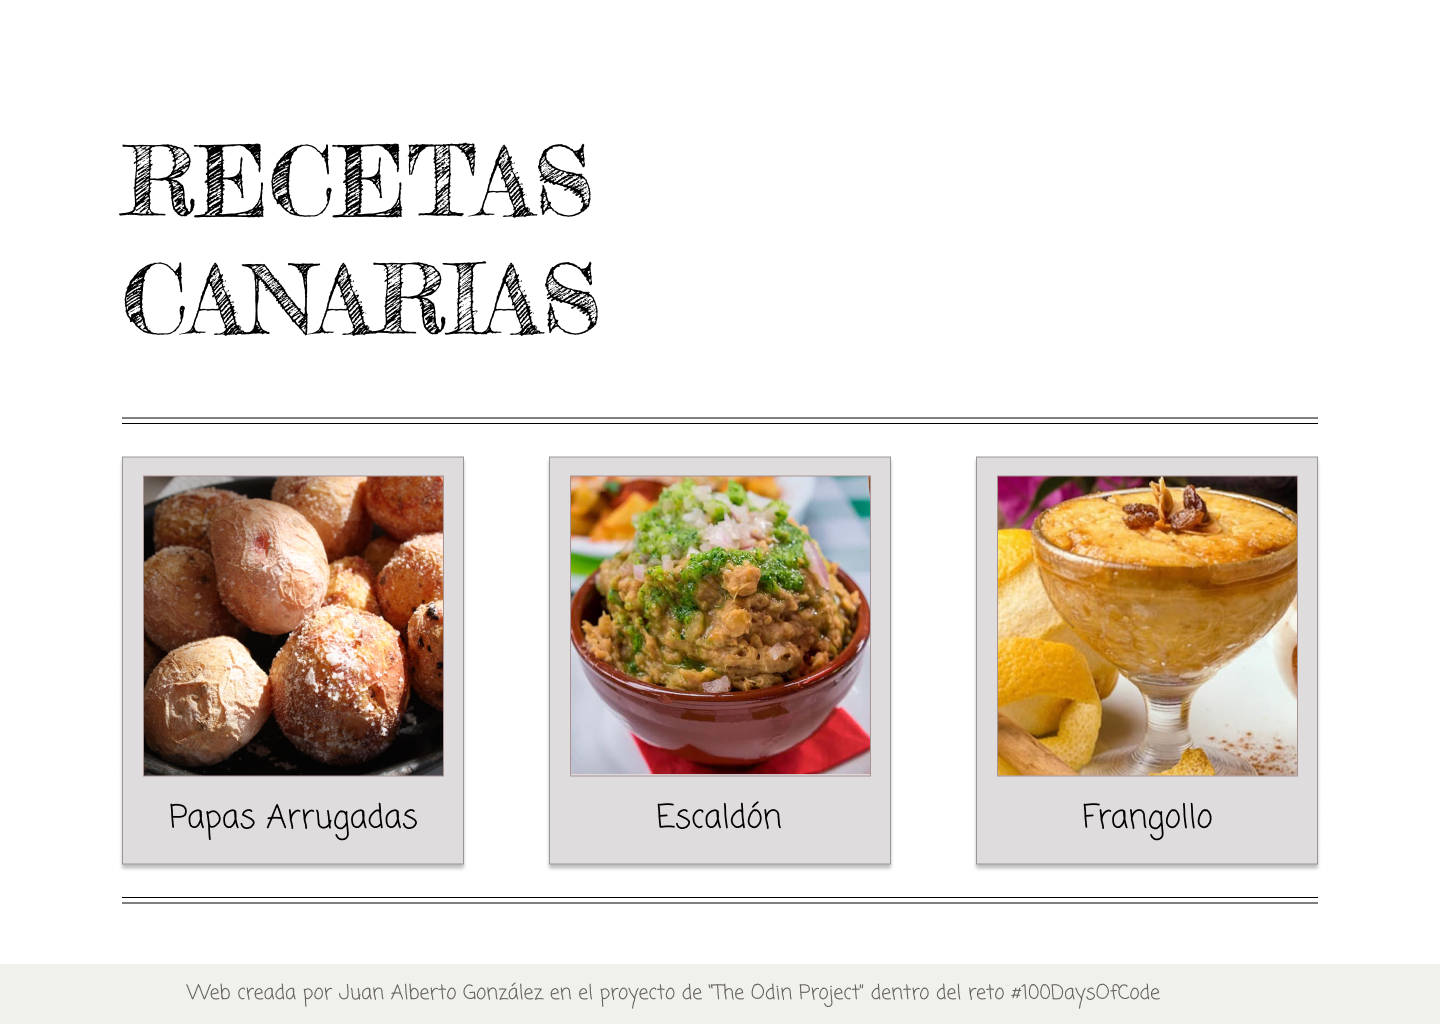 RECETAS
CANARIAS
Papas Arrugadas
Escaldón
Frangollo
Web creada por Juan Alberto González en el proyecto de "The Odin Project" dentro del reto #100DaysOfCode